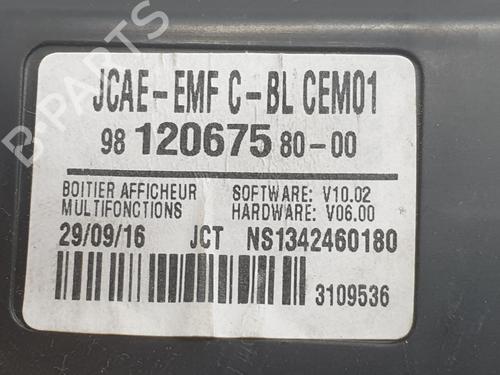 JCAE-EMF C-BL CEM01
98 120675 80-00
BOITIER AFFICHEUR SOFTWARE: V10.02
MULTIFONCTIONS HARDWARE: V06.00
29/09/16 JCT NS1342460180
3109536
B-PARTS